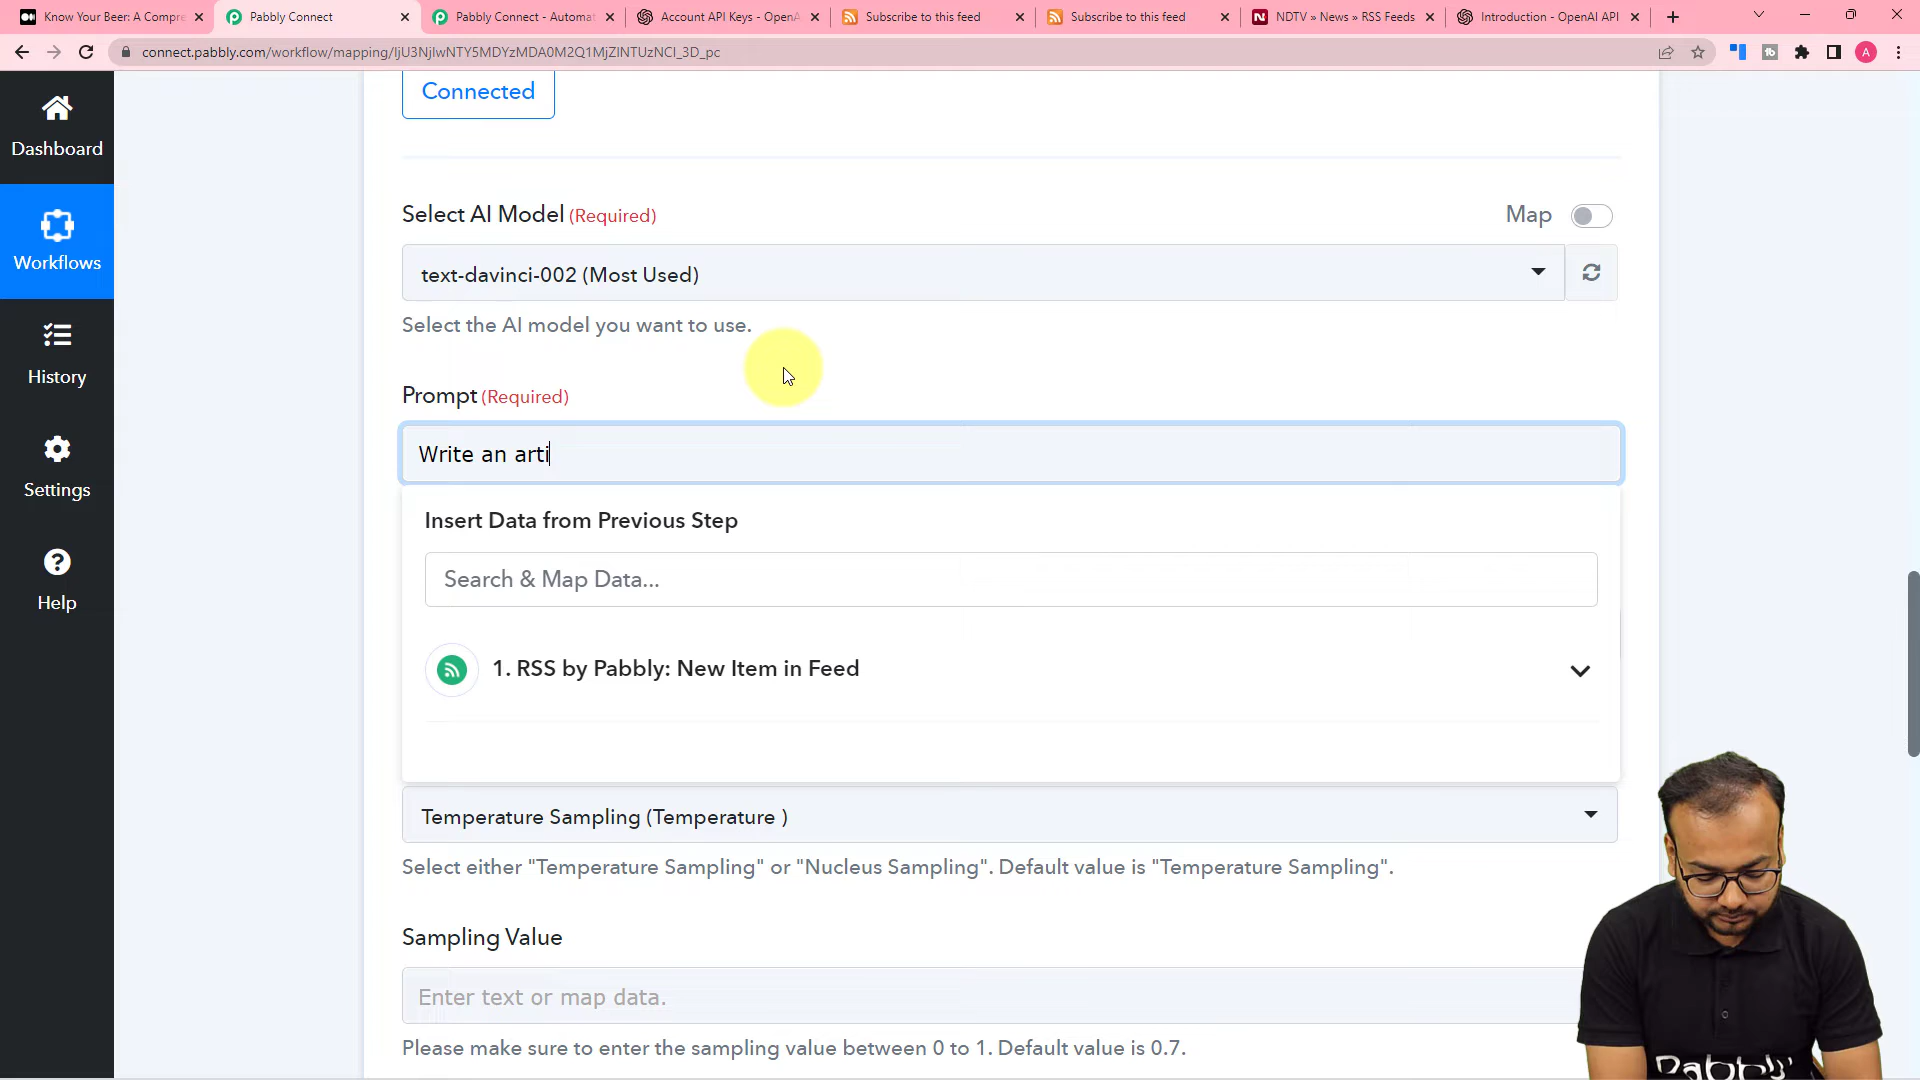 Know Your Beer: A Compre
Pabbly Connect
Pabbly Connect - Automat
Account API Keys - OpenA
Subscribe to this feed
Subscribe to this feed
NDTV » News » RSS Feeds
Introduction - OpenAI API
connect.pabbly.com/workflow/mapping/IjU3NjIwNTY5MDYzMDA0M2Q1MjZlNTUzNCI_3D_pc
A
Connected
Dashboard
Workflows
History
Settings
Help
Select AI Model (Required)
Map
text-davinci-002 (Most Used)
Select the AI model you want to use.
Prompt (Required)
Write an arti
Insert Data from Previous Step
Search & Map Data...
1. RSS by Pabbly: New Item in Feed
Temperature Sampling (Temperature )
Select either "Temperature Sampling" or "Nucleus Sampling". Default value is "Temperature Sampling".
Sampling Value
Enter text or map data.
Please make sure to enter the sampling value between 0 to 1. Default value is 0.7.
Pabbly